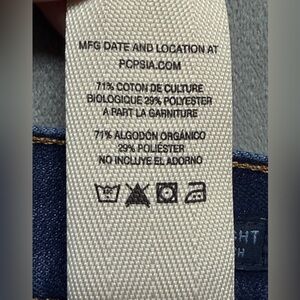 MFG DATE AND LOCATION AT
PCPSIA.COM
71% COTON DE CULTURE
BIOLOGIQUE 29% POLYESTER
A PART LA GARNITURE
71% ALGODÓN ORGÁNICO
29% POLIÉSTER
NO INCLUYE EL ADORNO